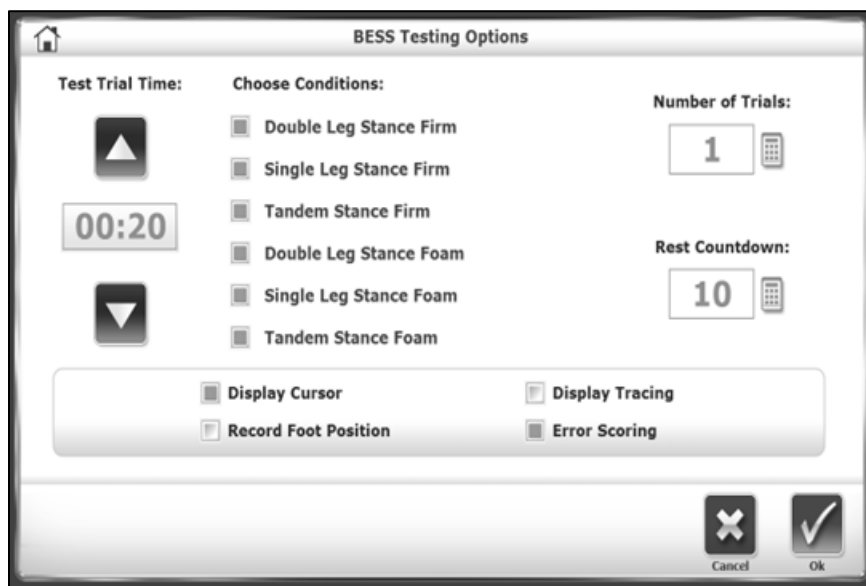 BESS Testing Options
Test Trial Time:
00:20
Choose Conditions:
Double Leg Stance Firm
Single Leg Stance Firm
Tandem Stance Firm
Double Leg Stance Foam
Single Leg Stance Foam
Tandem Stance Foam
Number of Trials:
1
Rest Countdown:
10
Display Cursor
Display Tracing
Record Foot Position
Error Scoring
Cancel
Ok